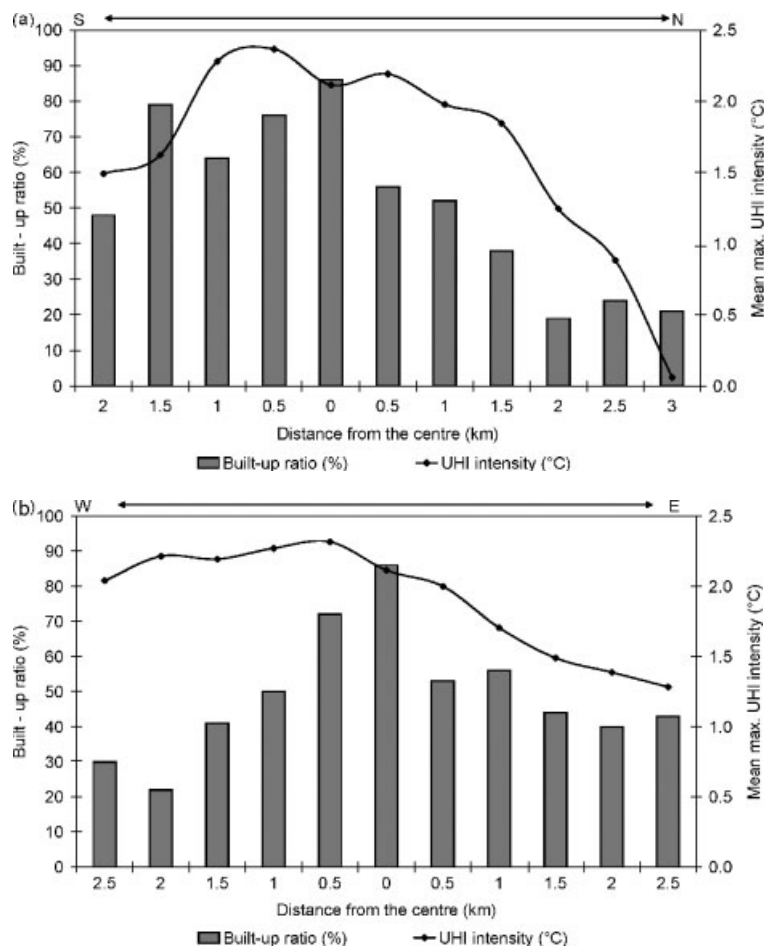 (a) S N
100 2.5
90
80 2.0
70
60 1.5
50
40 1.0
30
20 0.5
10
0 0.0
Built - up ratio (%)
Mean max. UHI intensity (°C)
2 1.5 1 0.5 0 0.5 1 1.5 2 2.5 3
Distance from the centre (km)
Built-up ratio (%) UHI intensity (°C)
(b) W E
100 2.5
90
80 2.0
70
60 1.5
50
40 1.0
30
20 0.5
10
0 0.0
Built - up ratio (%)
Mean max. UHI intensity (°C)
2.5 2 1.5 1 0.5 0 0.5 1 1.5 2 2.5
Distance from the centre (km)
Built-up ratio (%) UHI intensity (°C)